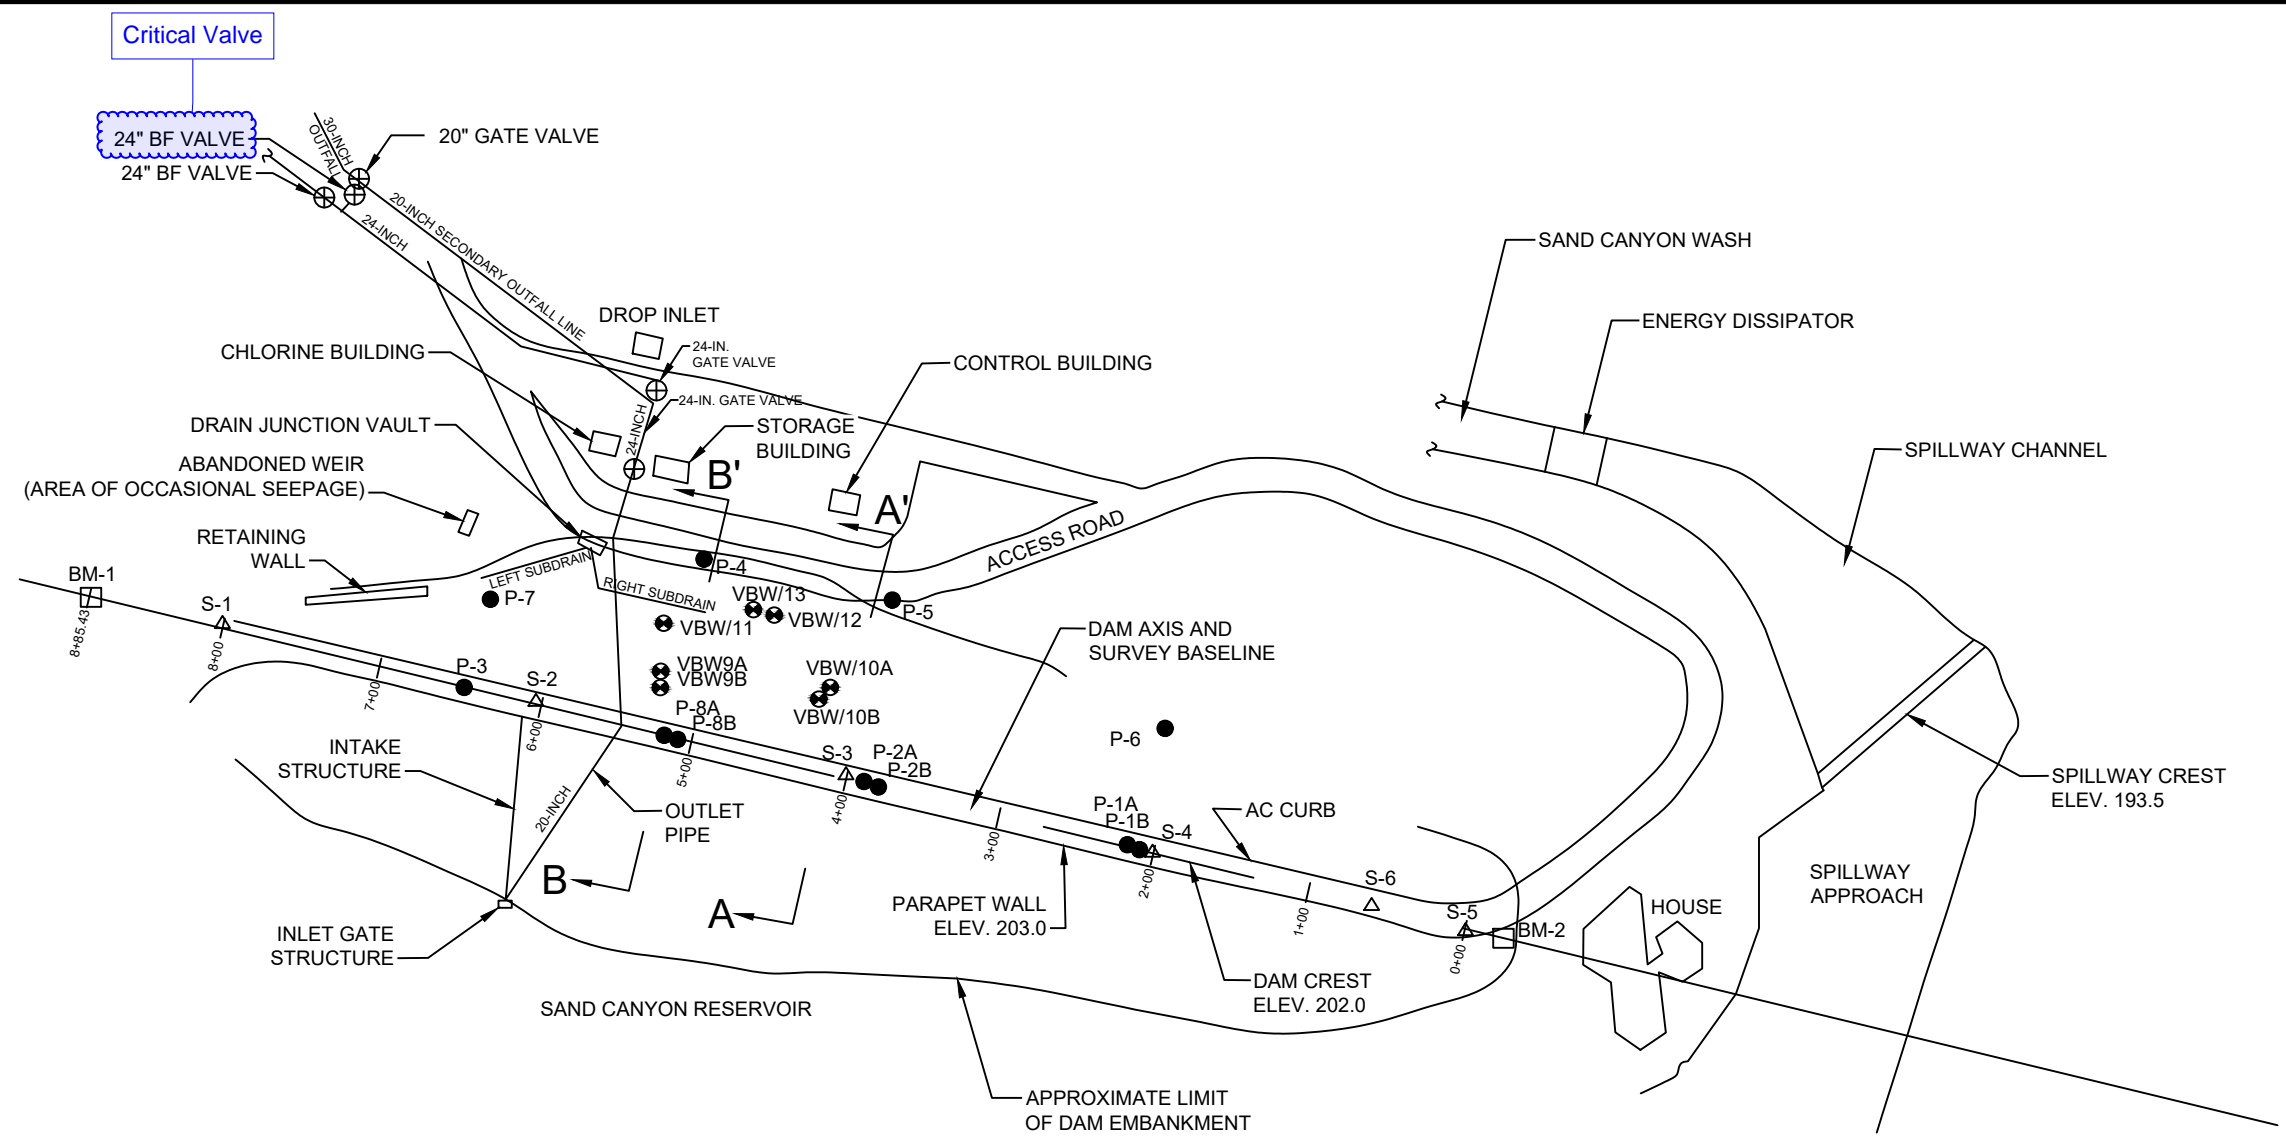 Critical Valve
24" BF VALVE
24" BF VALVE
30-INCH
OUTFALL
20" GATE VALVE
20-INCH SECONDARY OUTFALL LINE
24-INCH
DROP INLET
24-IN.
GATE VALVE
24-IN. GATE VALVE
24-INCH
CHLORINE BUILDING
DRAIN JUNCTION VAULT
ABANDONED WEIR
(AREA OF OCCASIONAL SEEPAGE)
RETAINING
WALL
STORAGE
BUILDING
CONTROL BUILDING
B'
A'
ACCESS ROAD
SAND CANYON WASH
ENERGY DISSIPATOR
SPILLWAY CHANNEL
BM-1
8+85.43
S-1
8+00
LEFT SUBDRAIN
RIGHT SUBDRAIN
P-7
P-4
P-5
VBW/13
VBW/12
VBW/11
VBW9A
VBW9B
VBW/10A
VBW/10B
7+00
P-3
S-2
6+00
P-8A
P-8B
5+00
S-3
P-2A
P-2B
4+00
DAM AXIS AND
SURVEY BASELINE
P-6
3+00
P-1A
P-1B
S-4
2+00
AC CURB
S-6
1+00
S-5
0+00
BM-2
HOUSE
SPILLWAY CREST
ELEV. 193.5
SPILLWAY
APPROACH
INTAKE
STRUCTURE
20-INCH
OUTLET
PIPE
B
A
PARAPET WALL
ELEV. 203.0
INLET GATE
STRUCTURE
DAM CREST
ELEV. 202.0
SAND CANYON RESERVOIR
APPROXIMATE LIMIT
OF DAM EMBANKMENT